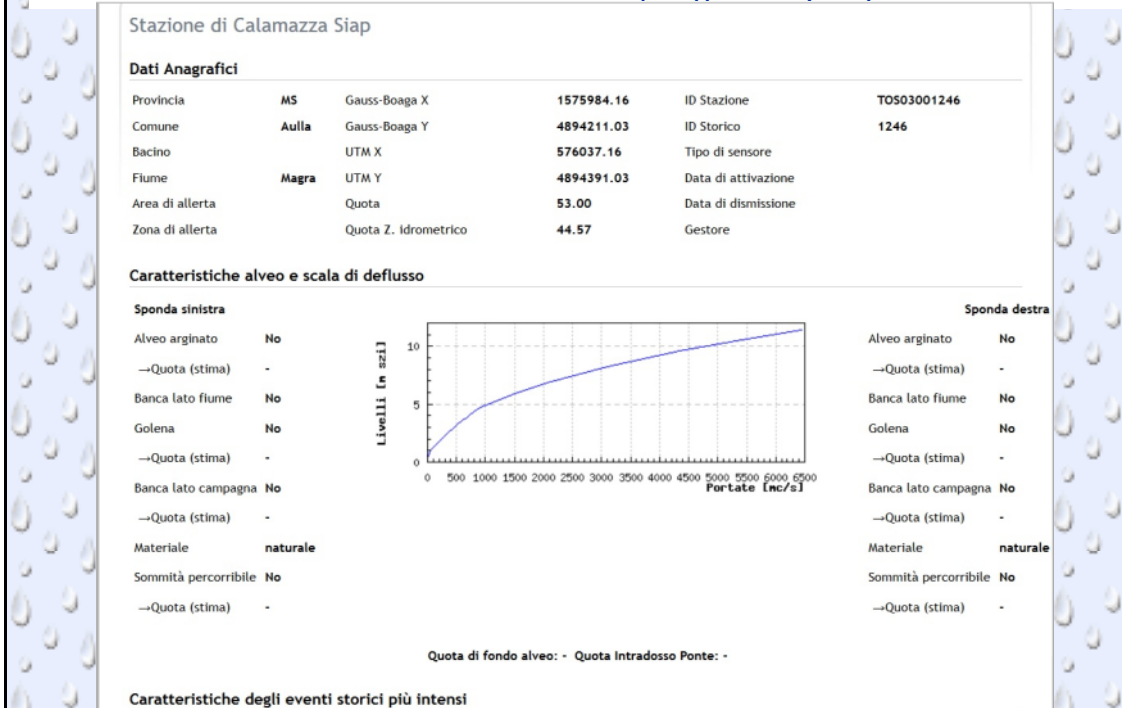 Stazione di Calamazza Siap
Dati Anagrafici
Provincia MS Gauss-Boaga X 1575984.16 ID Stazione TOS03001246
Comune Aulla Gauss-Boaga Y 4894211.03 ID Storico 1246
Bacino UTM X 576037.16 Tipo di sensore
Fiume Magra UTM Y 4894391.03 Data di attivazione
Area di allerta Quota 53.00 Data di dismissione
Zona di allerta Quota Z. idrometrico 44.57 Gestore
Caratteristiche alveo e scala di deflusso
Sponda sinistra
Alveo arginato No
→Quota (stima) -
Banca lato fiume No
Golena No
→Quota (stima) -
Banca lato campagna No
→Quota (stima) -
Materiale naturale
Sommità percorribile No
→Quota (stima) -
Livelli [m szi]
10
5
0
0 500 1000 1500 2000 2500 3000 3500 4000 4500 5000 5500 6000 6500
Portate [mc/s]
Sponda destra
Alveo arginato No
→Quota (stima) -
Banca lato fiume No
Golena No
→Quota (stima) -
Banca lato campagna No
→Quota (stima) -
Materiale naturale
Sommità percorribile No
→Quota (stima) -
Quota di fondo alveo: - Quota Intradosso Ponte: -
Caratteristiche degli eventi storici più intensi